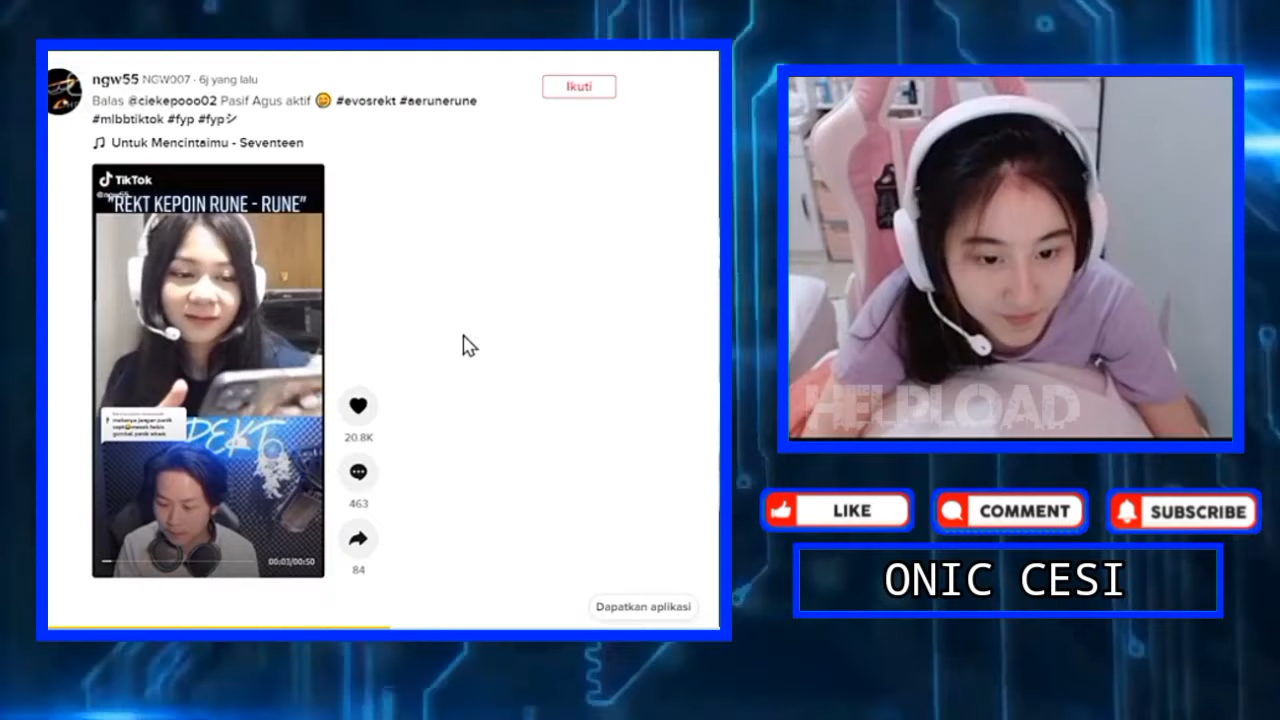 ngw55 NGW007 · 6j yang lalu
Ikuti
Balas @ciekepooo02 Pasif Agus aktif 😄 #evosrekt #aerunerune
#mlbbtiktok #fyp #fypシ
Untuk Mencintaimu - Seventeen
TikTok
@ngw55
"REKT KEPOIN RUNE - RUNE"
REKT
00:03/00:50
20.8K
463
84
Dapatkan aplikasi
HELPLOAD
LIKE
COMMENT
SUBSCRIBE
ONIC CESI